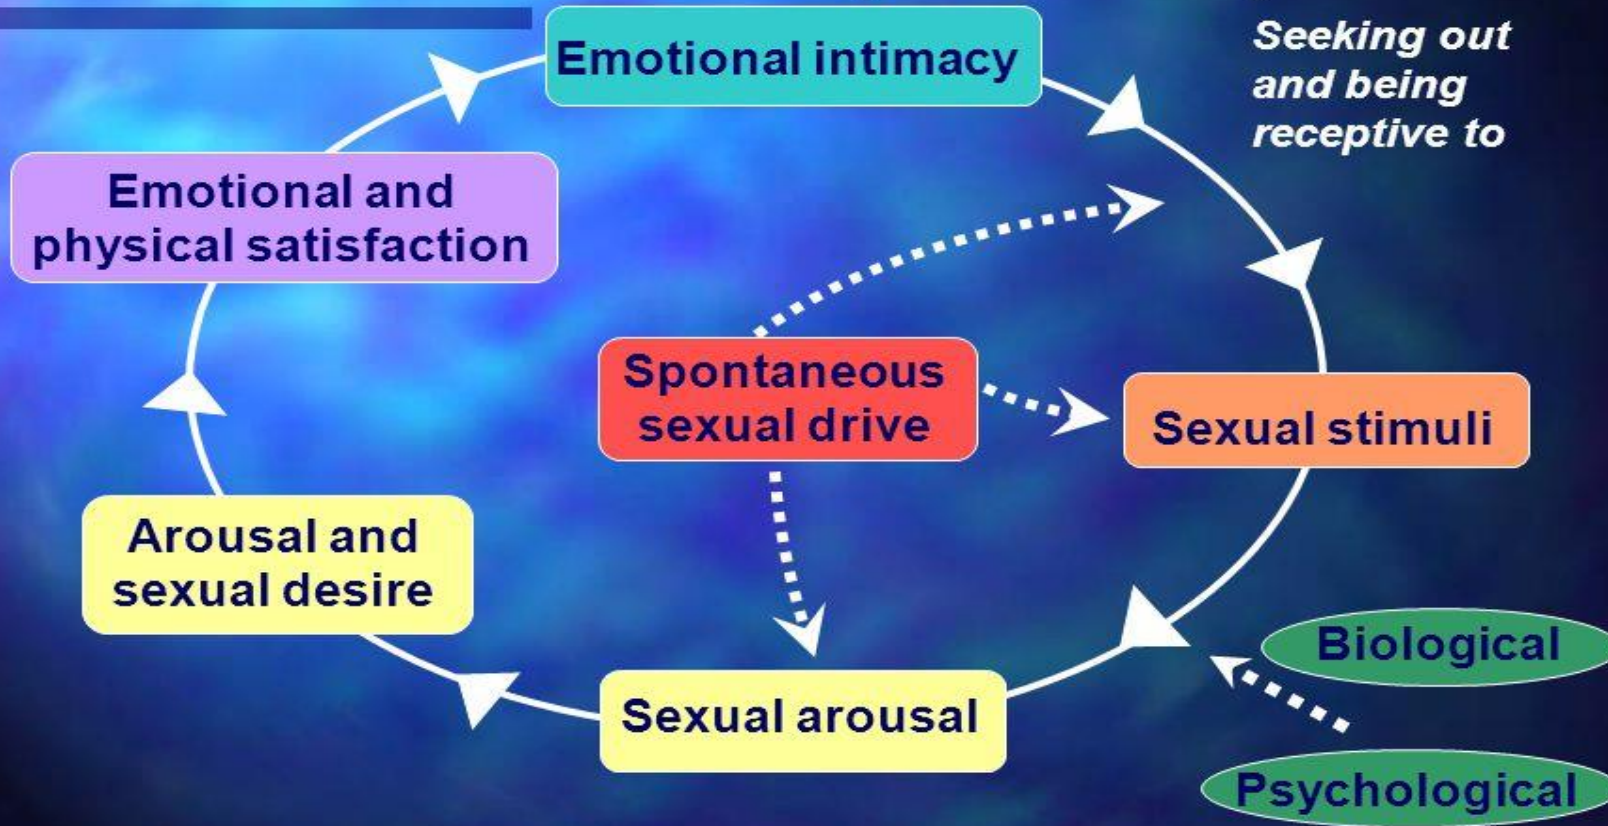 Emotional intimacy
Seeking out
and being
receptive to
Emotional and
physical satisfaction
Spontaneous
sexual drive
Sexual stimuli
Arousal and
sexual desire
Biological
Sexual arousal
Psychological